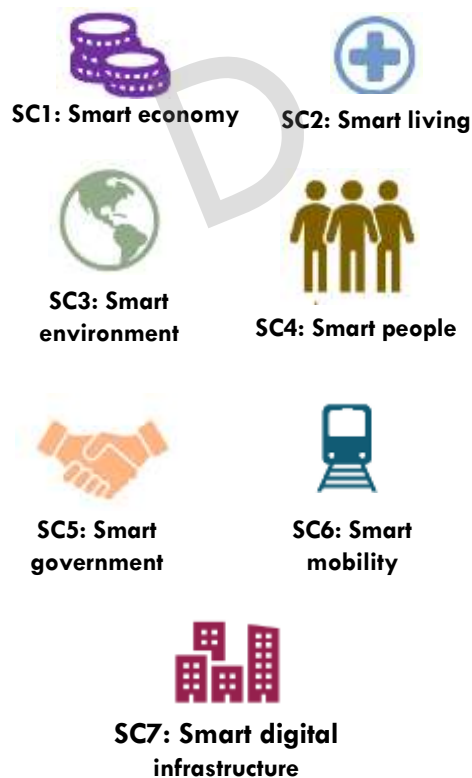 SC1: Smart economy
SC2: Smart living
SC3: Smart
environment
SC4: Smart people
SC5: Smart
government
SC6: Smart
mobility
SC7: Smart digital
infrastructure
D